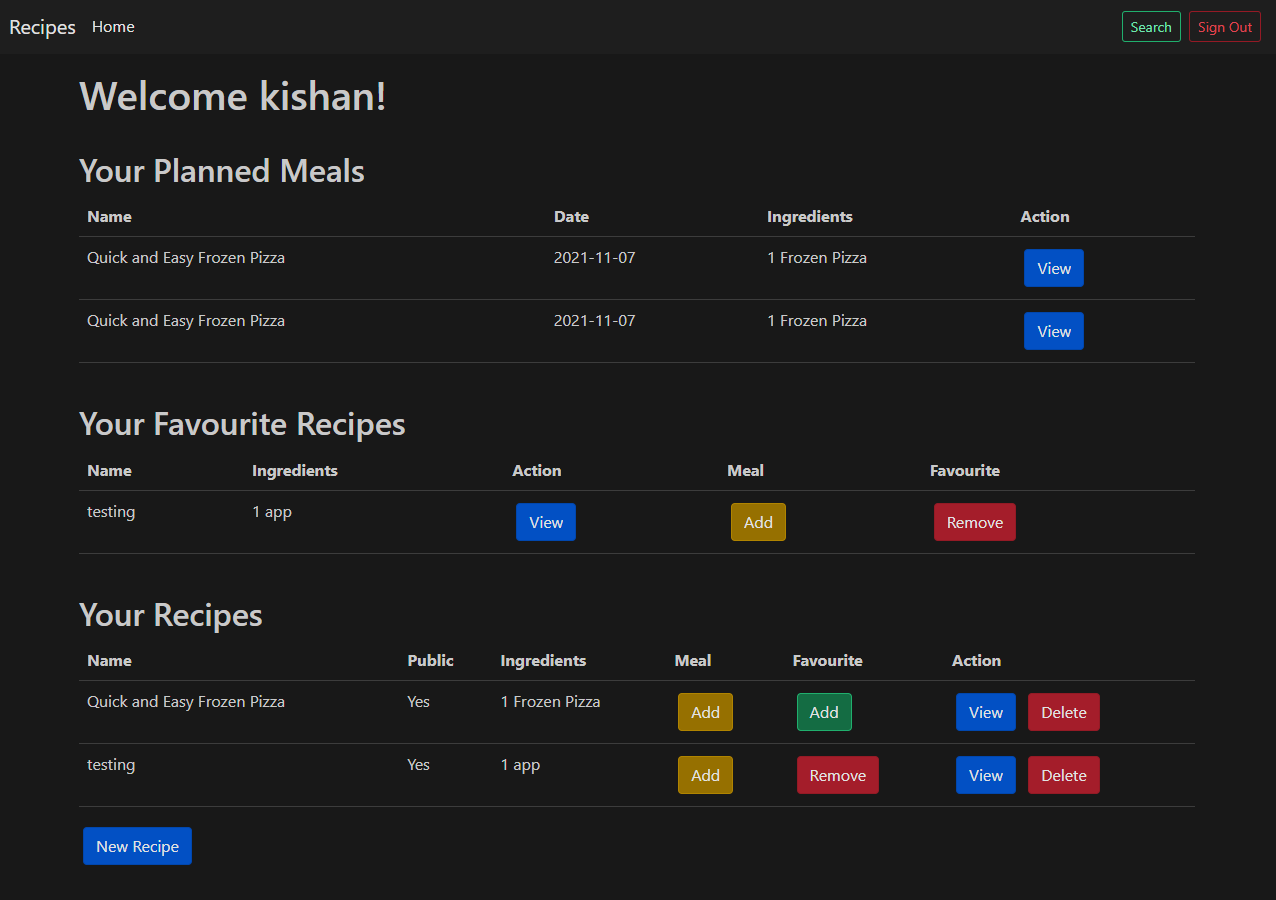 Recipes Home Search Sign Out
Welcome kishan!
Your Planned Meals
Name Date Ingredients Action
Quick and Easy Frozen Pizza 2021-11-07 1 Frozen Pizza View
Quick and Easy Frozen Pizza 2021-11-07 1 Frozen Pizza View
Your Favourite Recipes
Name Ingredients Action Meal Favourite
testing 1 app View Add Remove
Your Recipes
Name Public Ingredients Meal Favourite Action
Quick and Easy Frozen Pizza Yes 1 Frozen Pizza Add Add View Delete
testing Yes 1 app Add Remove View Delete
New Recipe